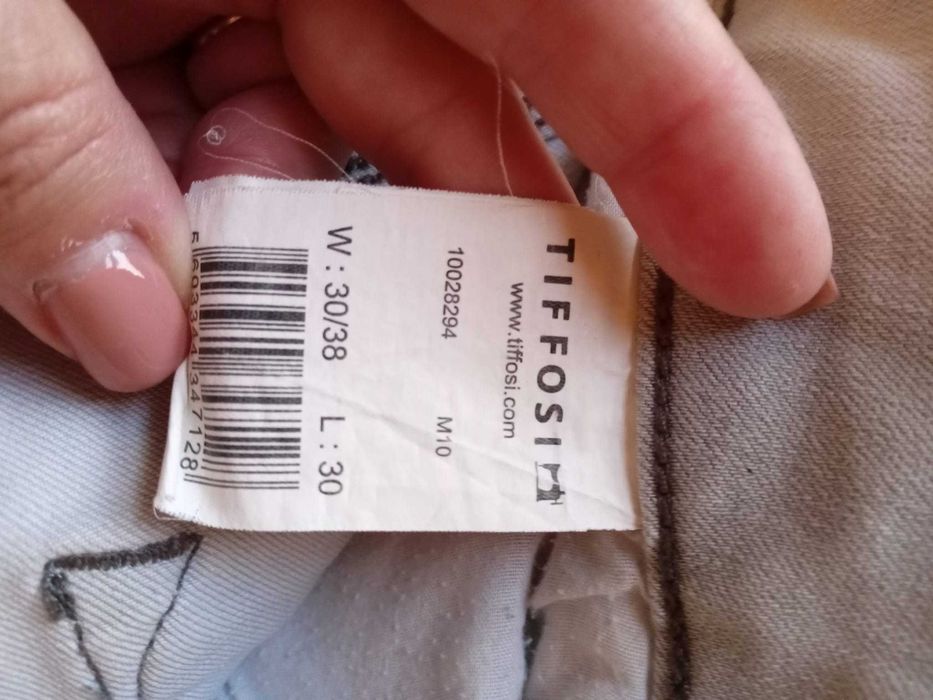 TIFFOSI
www.tiffosi.com
10028294 M10
W : 30/38 L : 30